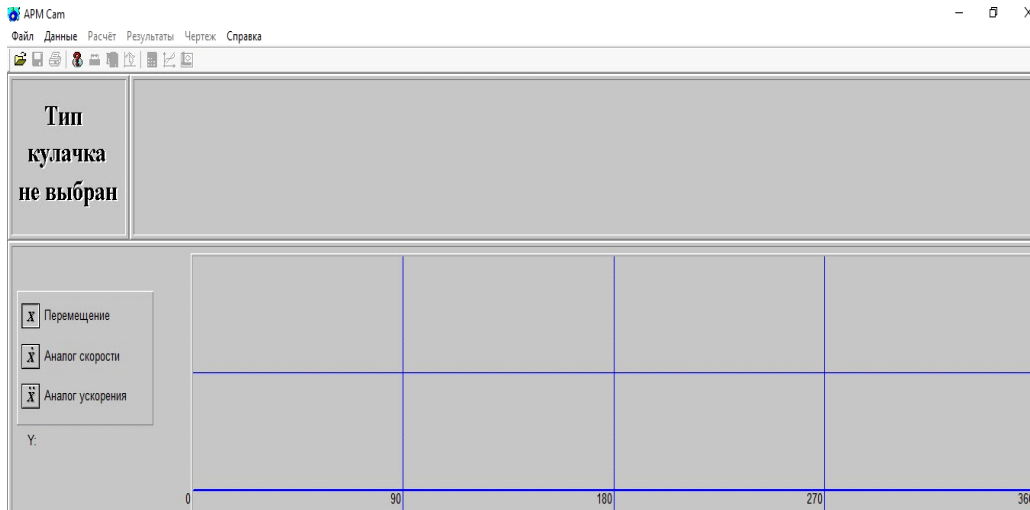 APM Cam
Файл Данные Расчёт Результаты Чертеж Справка
Тип
кулачка
не выбран
x Перемещение
ẋ Аналог скорости
ẍ Аналог ускорения
Y:
0 90 180 270 360